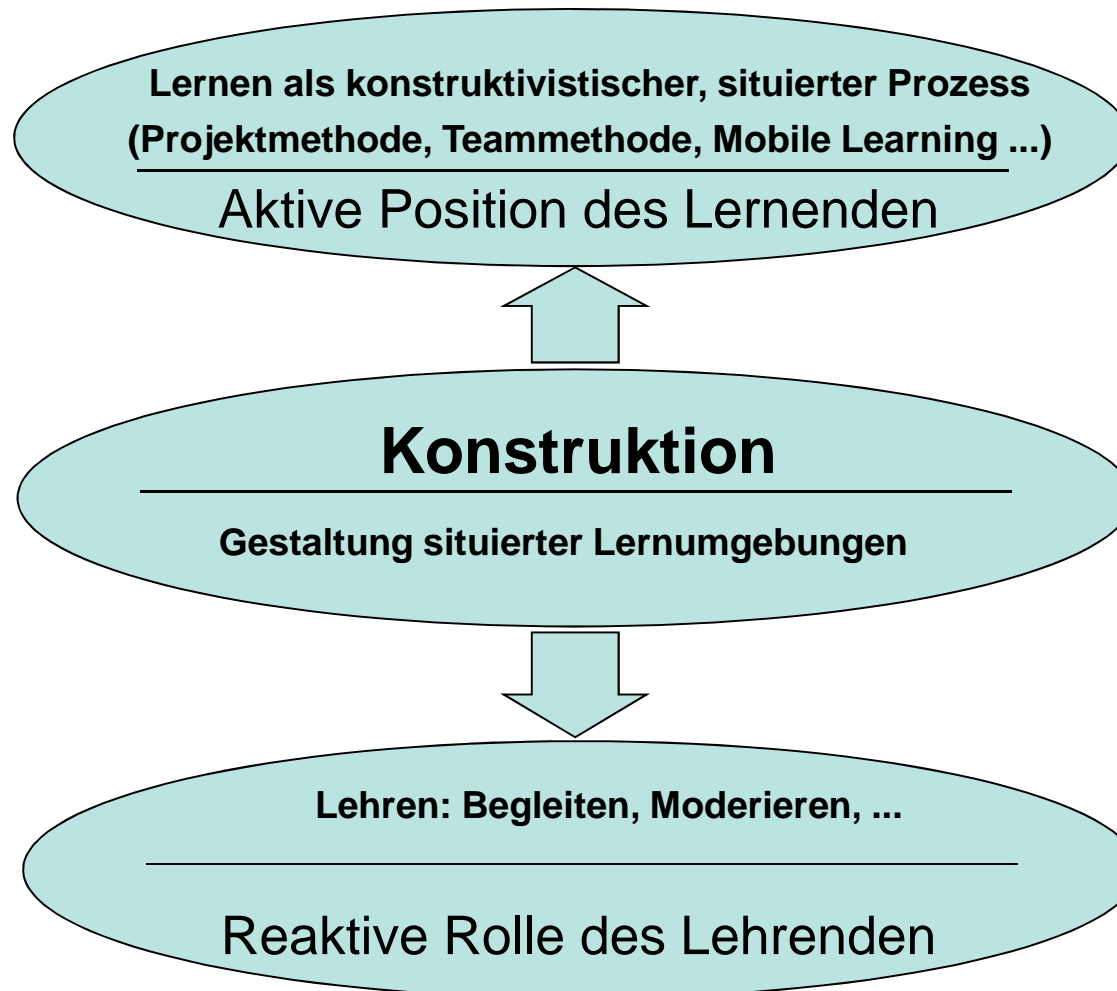 Lernen als konstruktivistischer, situierter Prozess
(Projektmethode, Teammethode, Mobile Learning ...)
Aktive Position des Lernenden
Konstruktion
Gestaltung situierter Lernumgebungen
Lehren: Begleiten, Moderieren, ...
Reaktive Rolle des Lehrenden